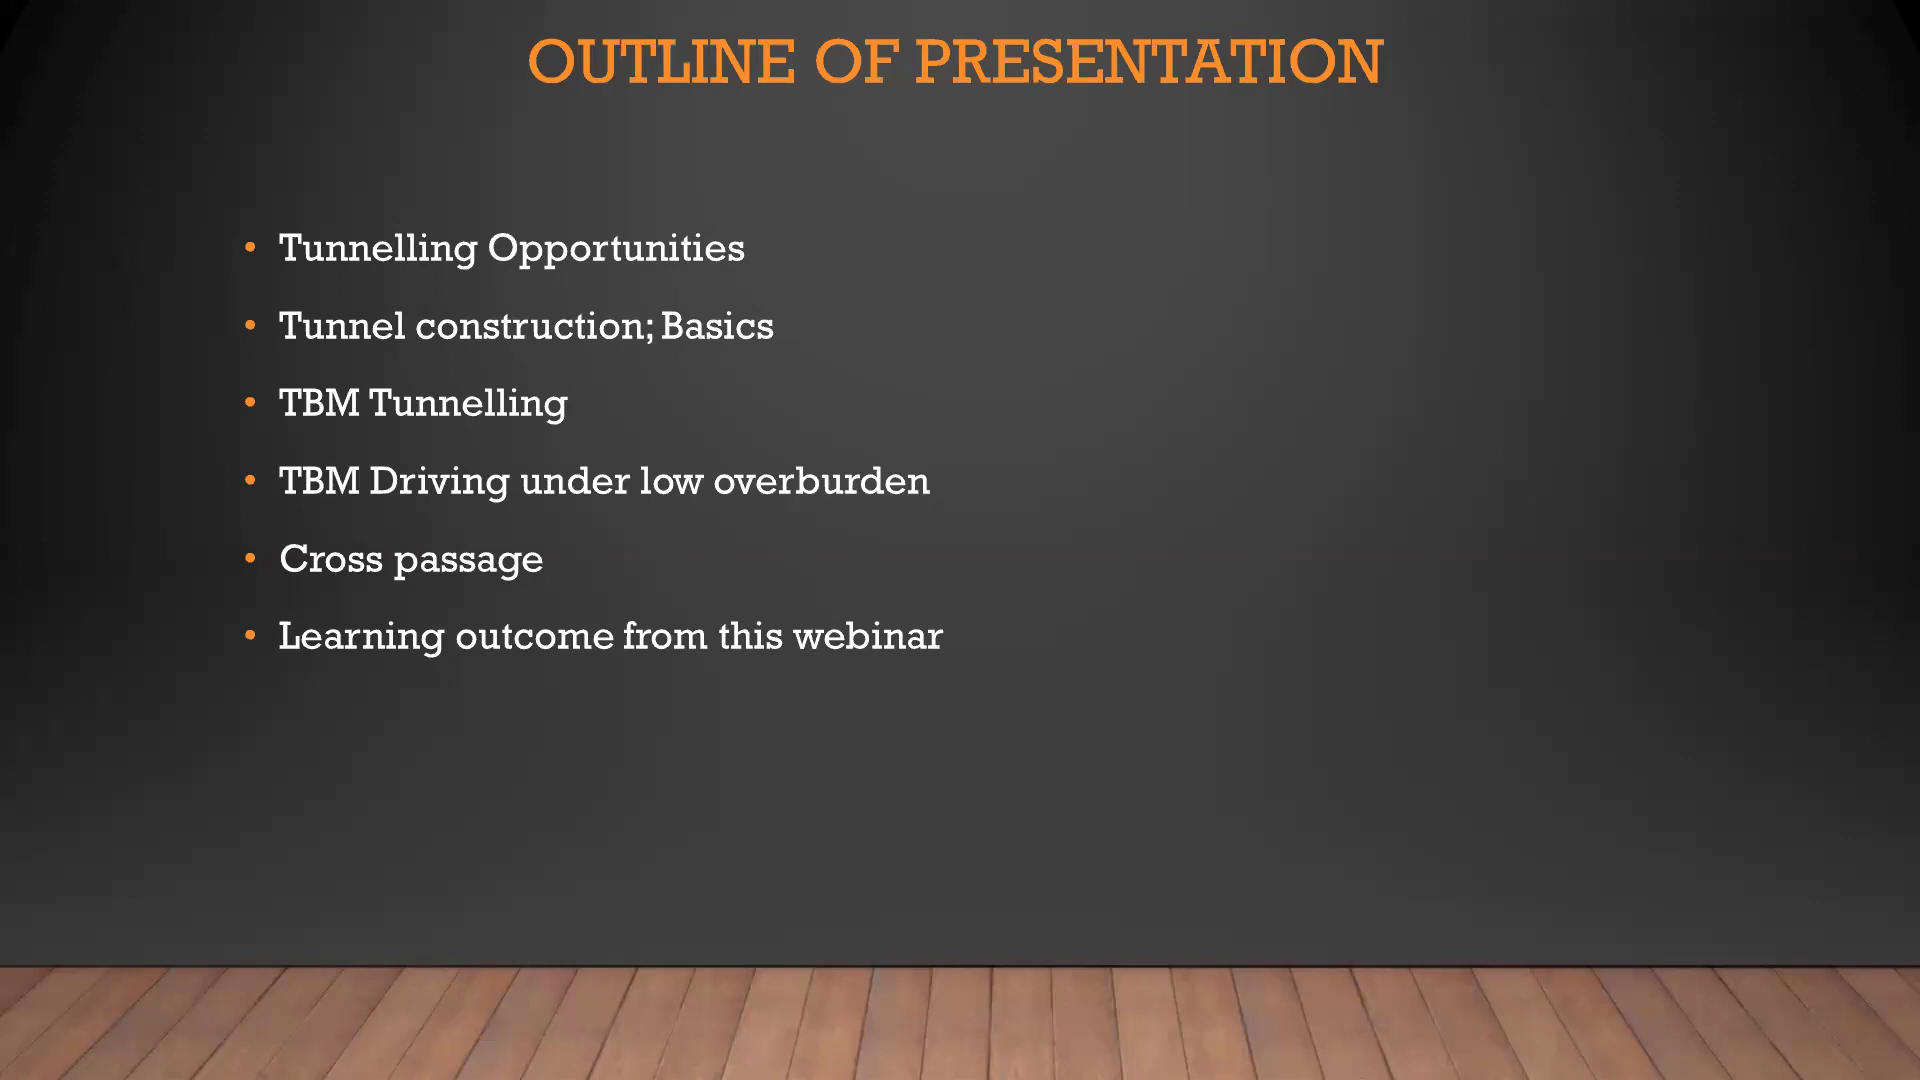 OUTLINE OF PRESENTATION
• Tunnelling Opportunities
• Tunnel construction; Basics
• TBM Tunnelling
• TBM Driving under low overburden
• Cross passage
• Learning outcome from this webinar